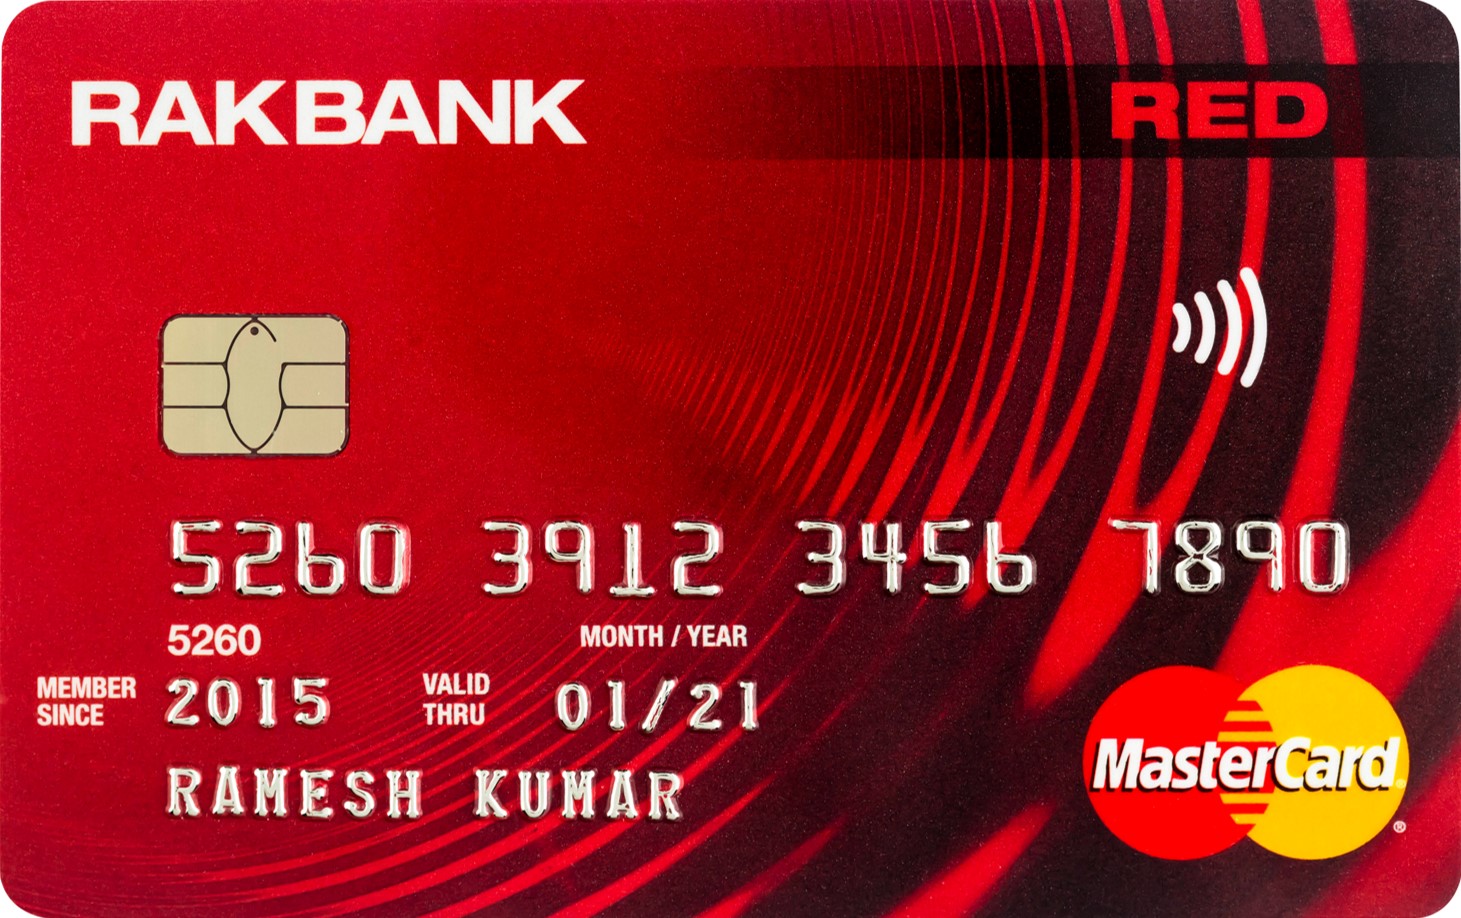 RAKBANK
RED
5260 3912 3456 7890
5260
MONTH / YEAR
MEMBER SINCE
2015
VALID THRU
01/21
RAMESH KUMAR
MasterCard
®